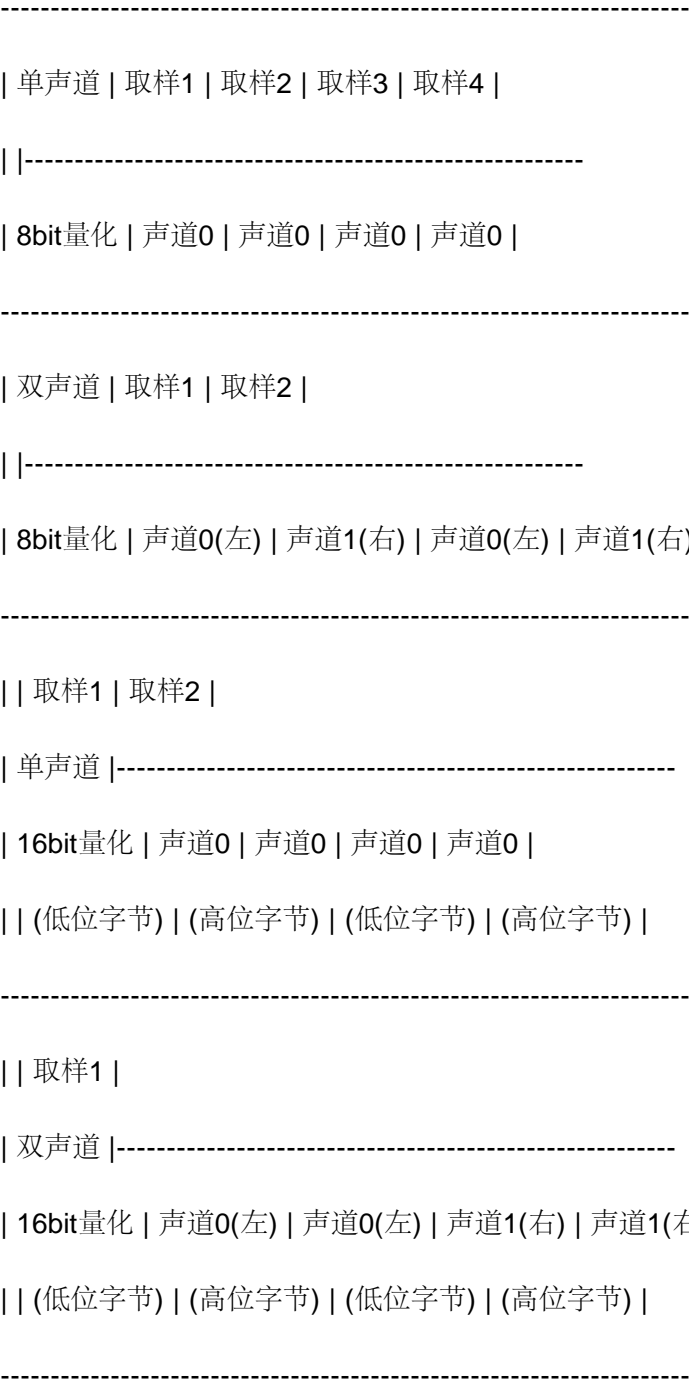 ---------------------------------------------------------------------
| 单声道 | 取样1 | 取样2 | 取样3 | 取样4 |
| |--------------------------------------------------------
| 8bit量化 | 声道0 | 声道0 | 声道0 | 声道0 |
---------------------------------------------------------------------
| 双声道 | 取样1 | 取样2 |
| |--------------------------------------------------------
| 8bit量化 | 声道0(左) | 声道1(右) | 声道0(左) | 声道1(右)
---------------------------------------------------------------------
| | 取样1 | 取样2 |
| 单声道 |--------------------------------------------------------
| 16bit量化 | 声道0 | 声道0 | 声道0 | 声道0 |
| | (低位字节) | (高位字节) | (低位字节) | (高位字节) |
---------------------------------------------------------------------
| | 取样1 |
| 双声道 |--------------------------------------------------------
| 16bit量化 | 声道0(左) | 声道0(左) | 声道1(右) | 声道1(
| | (低位字节) | (高位字节) | (低位字节) | (高位字节) |
---------------------------------------------------------------------